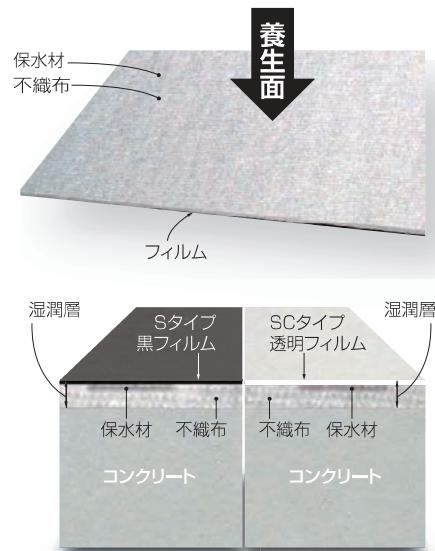 養生面
保水材
不織布
フィルム
湿潤層
湿潤層
Sタイプ
黒フィルム
SCタイプ
透明フィルム
保水材
不織布
不織布
保水材
コンクリート
コンクリート